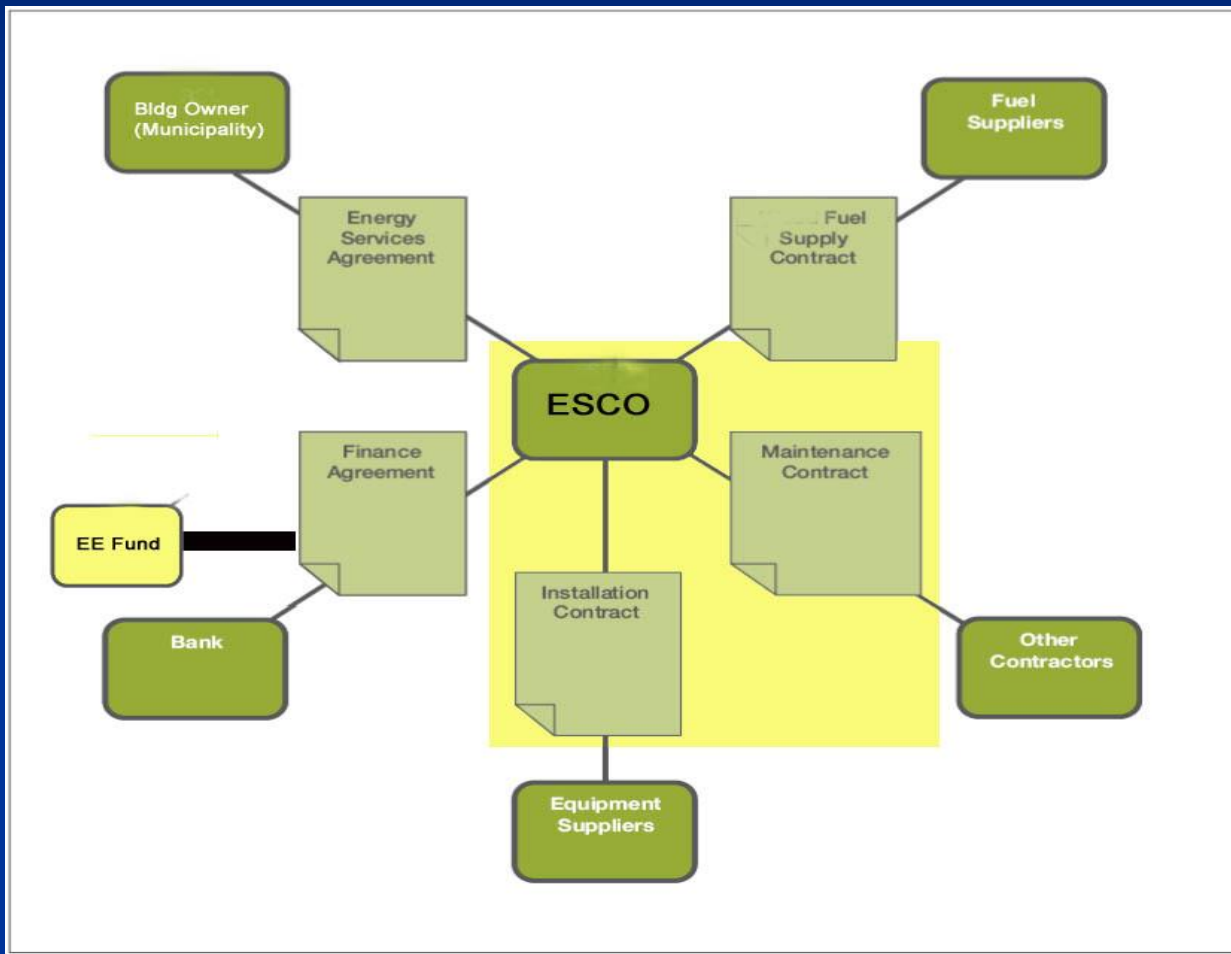 Bldg Owner
(Municipality)
Fuel
Suppliers
Energy
Services
Agreement
Fuel
Supply
Contract
ESCO
Finance
Agreement
Maintenance
Contract
EE Fund
Installation
Contract
Bank
Other
Contractors
Equipment
Suppliers